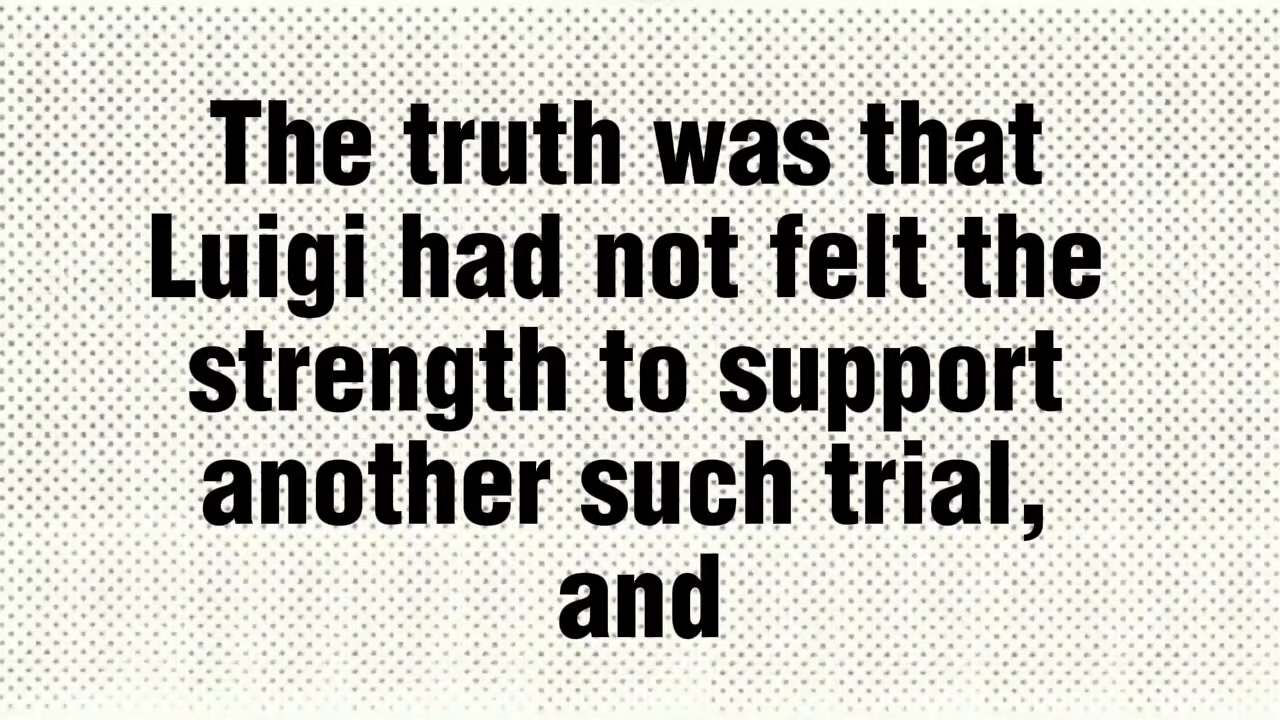 The truth was that
Luigi had not felt the
strength to support
another such trial,
and